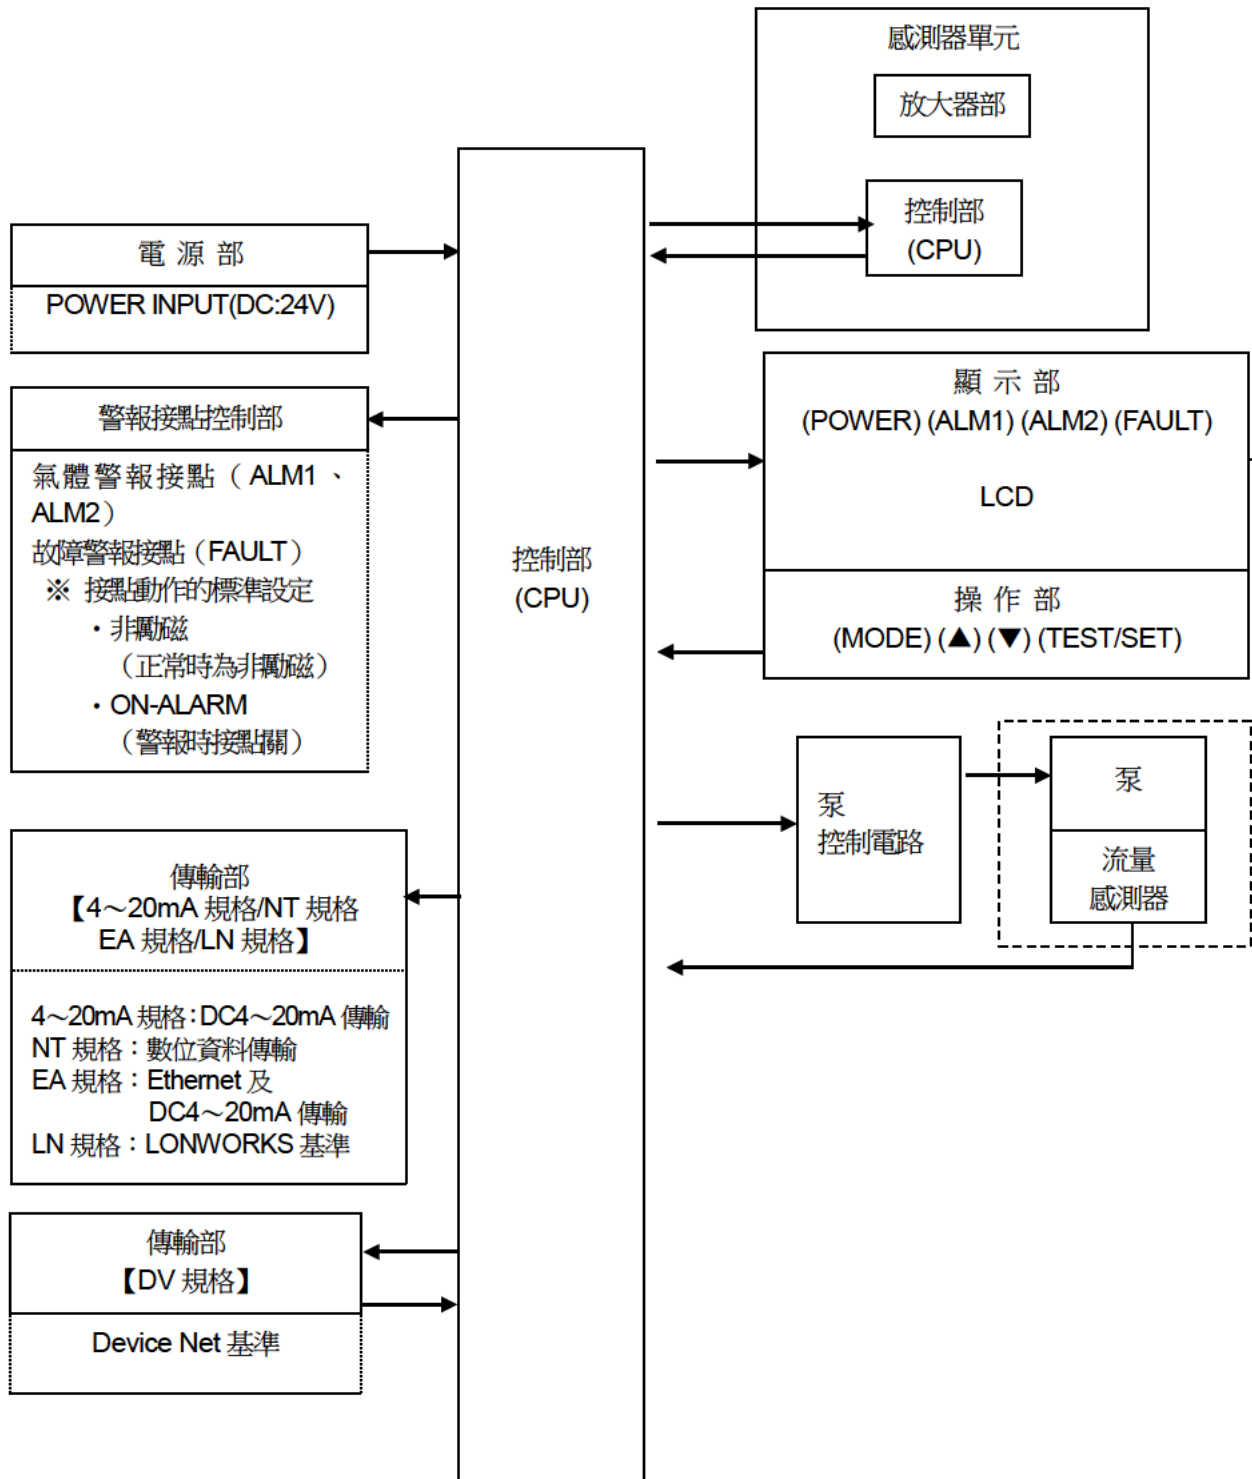 感測器單元
放大器部
控制部
(CPU)
電 源 部
POWER INPUT(DC:24V)
顯 示 部
(POWER) (ALM1) (ALM2) (FAULT)
LCD
操 作 部
(MODE) (▲) (▼) (TEST/SET)
警報接點控制部
氣體警報接點（ALM1、
ALM2）
故障警報接點（FAULT）
※ 接點動作的標準設定
・非勵磁
（正常時為非勵磁）
・ON-ALARM
（警報時接點關）
控制部
(CPU)
泵
控制電路
泵
流量
感測器
傳輸部
【4～20mA 規格/NT 規格
EA 規格/LN 規格】
4～20mA 規格：DC4～20mA 傳輸
NT 規格：數位資料傳輸
EA 規格：Ethernet 及
DC4～20mA 傳輸
LN 規格：LONWORKS 基準
傳輸部
【DV 規格】
Device Net 基準